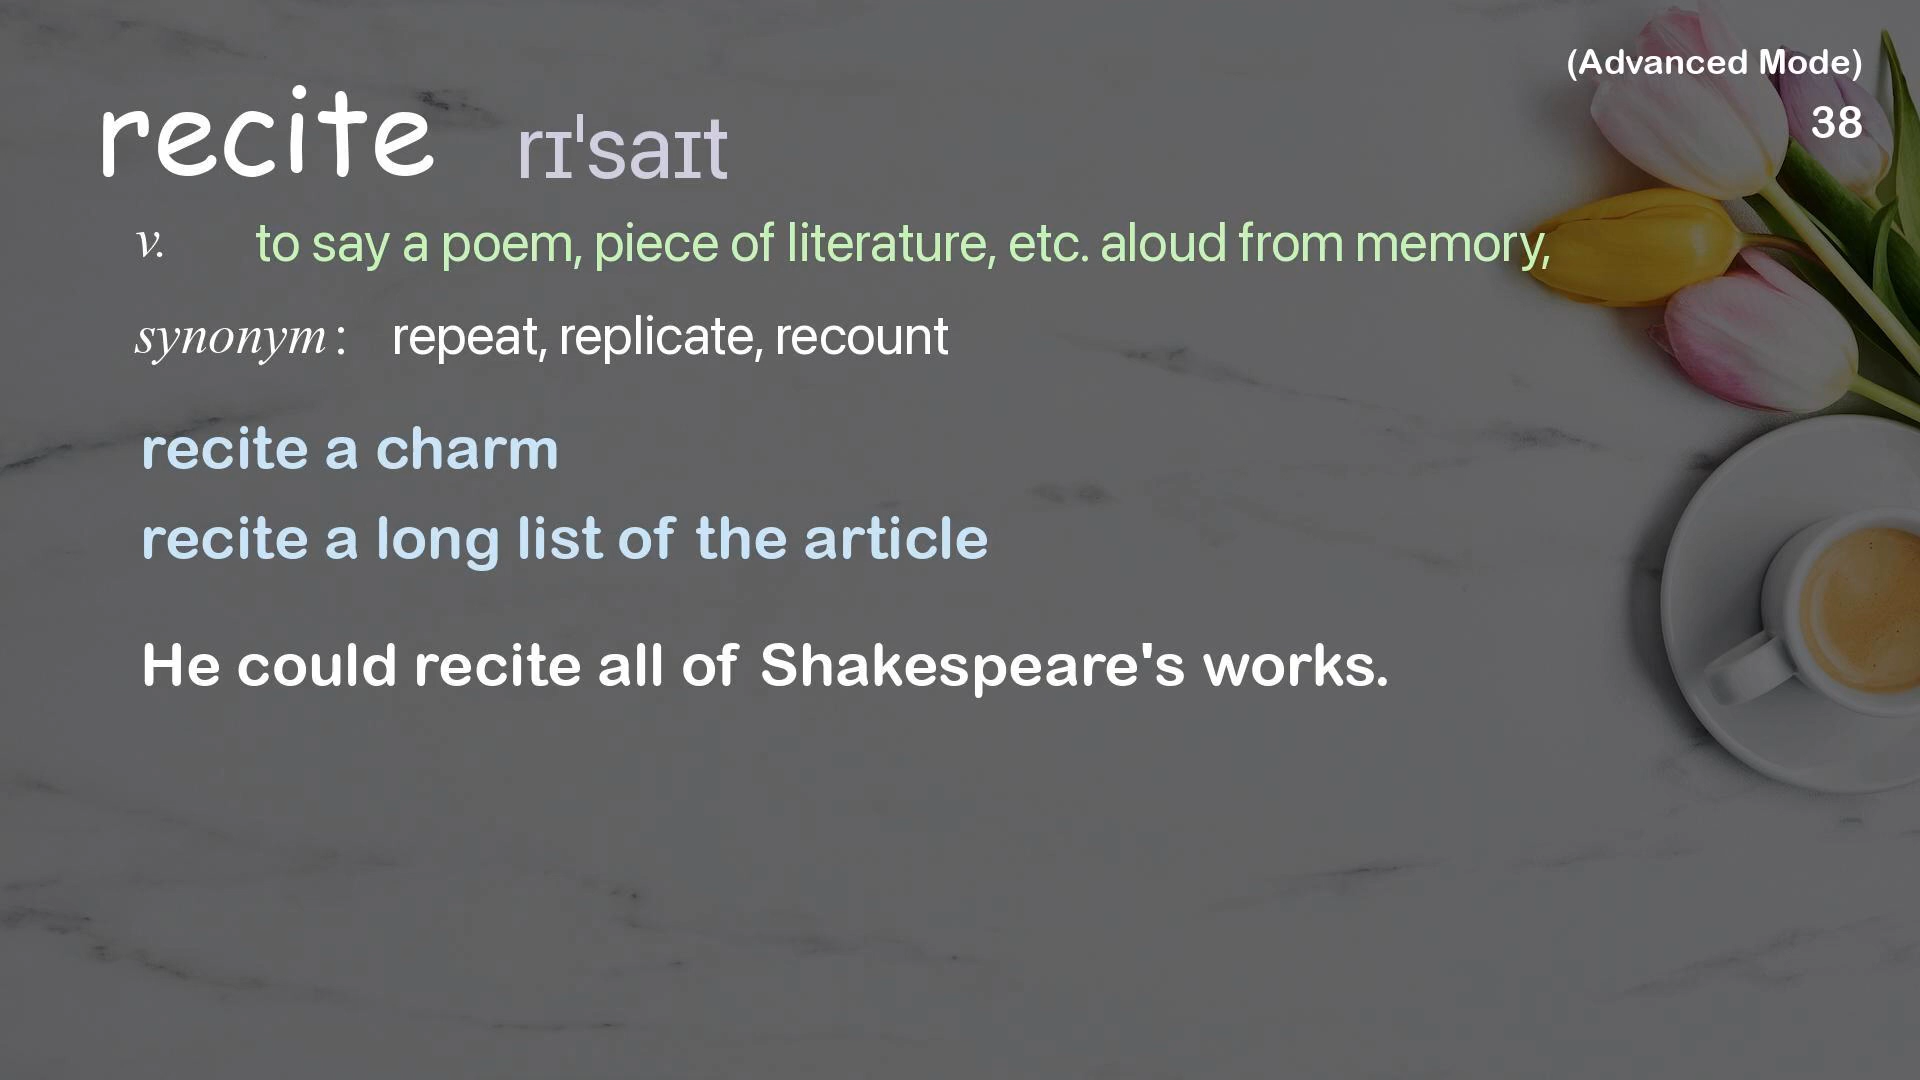 (Advanced Mode)
38
recite rɪˈsaɪt
v. to say a poem, piece of literature, etc. aloud from memory,
synonym: repeat, replicate, recount
recite a charm
recite a long list of the article
He could recite all of Shakespeare's works.